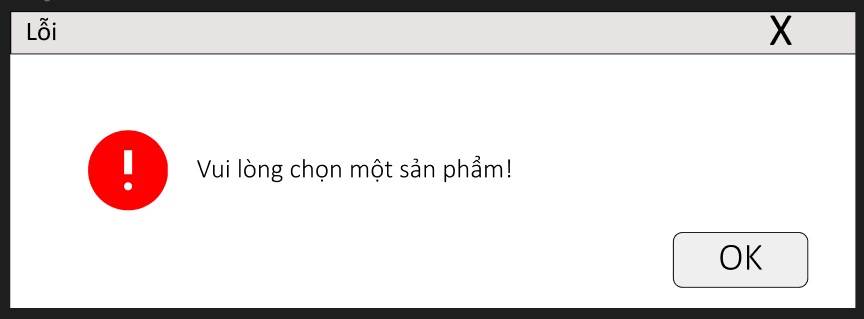 Lỗi X
Vui lòng chọn một sản phẩm!
OK